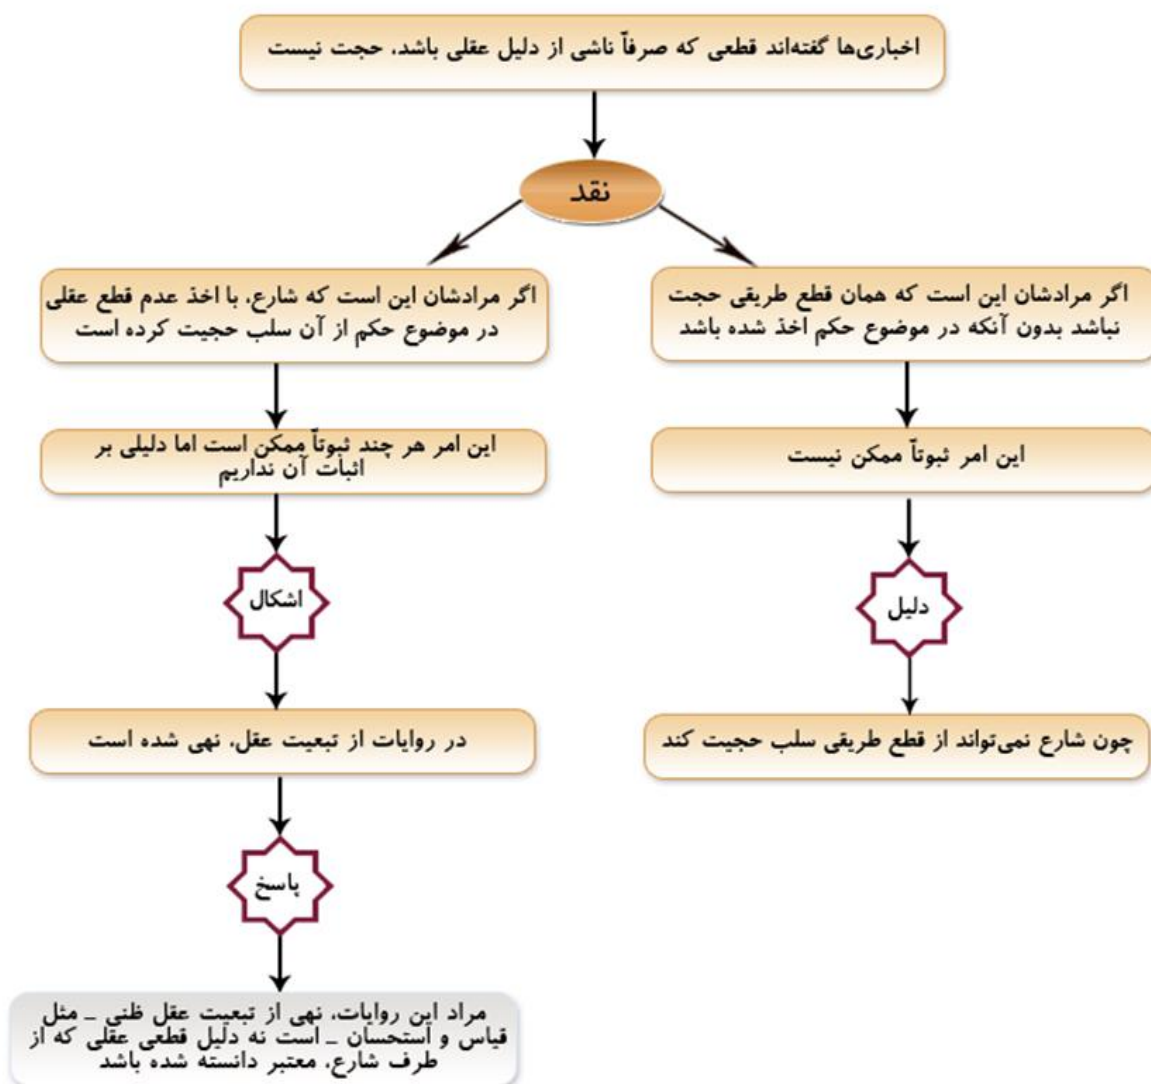 اخباری‌ها گفته‌اند قطعی که صرفاً ناشی از دلیل عقلی باشد، حجت نیست
نقد
اگر مرادشان این است که همان قطع طریقی حجت
نباشد بدون آنکه در موضوع حکم اخذ شده باشد
این امر ثبوتاً ممکن نیست
دلیل
چون شارع نمی‌تواند از قطع طریقی سلب حجیت کند
اگر مرادشان این است که شارع، با اخذ عدم قطع عقلی
در موضوع حکم از آن سلب حجیت کرده است
این امر هر چند ثبوتاً ممکن است اما دلیلی بر
اثبات آن نداریم
اشکال
در روایات از تبعیت عقل، نهی شده است
پاسخ
مراد این روایات، نهی از تبعیت عقل ظنی ـ مثل
قیاس و استحسان ـ است نه دلیل قطعی عقلی که از
طرف شارع، معتبر دانسته شده باشد